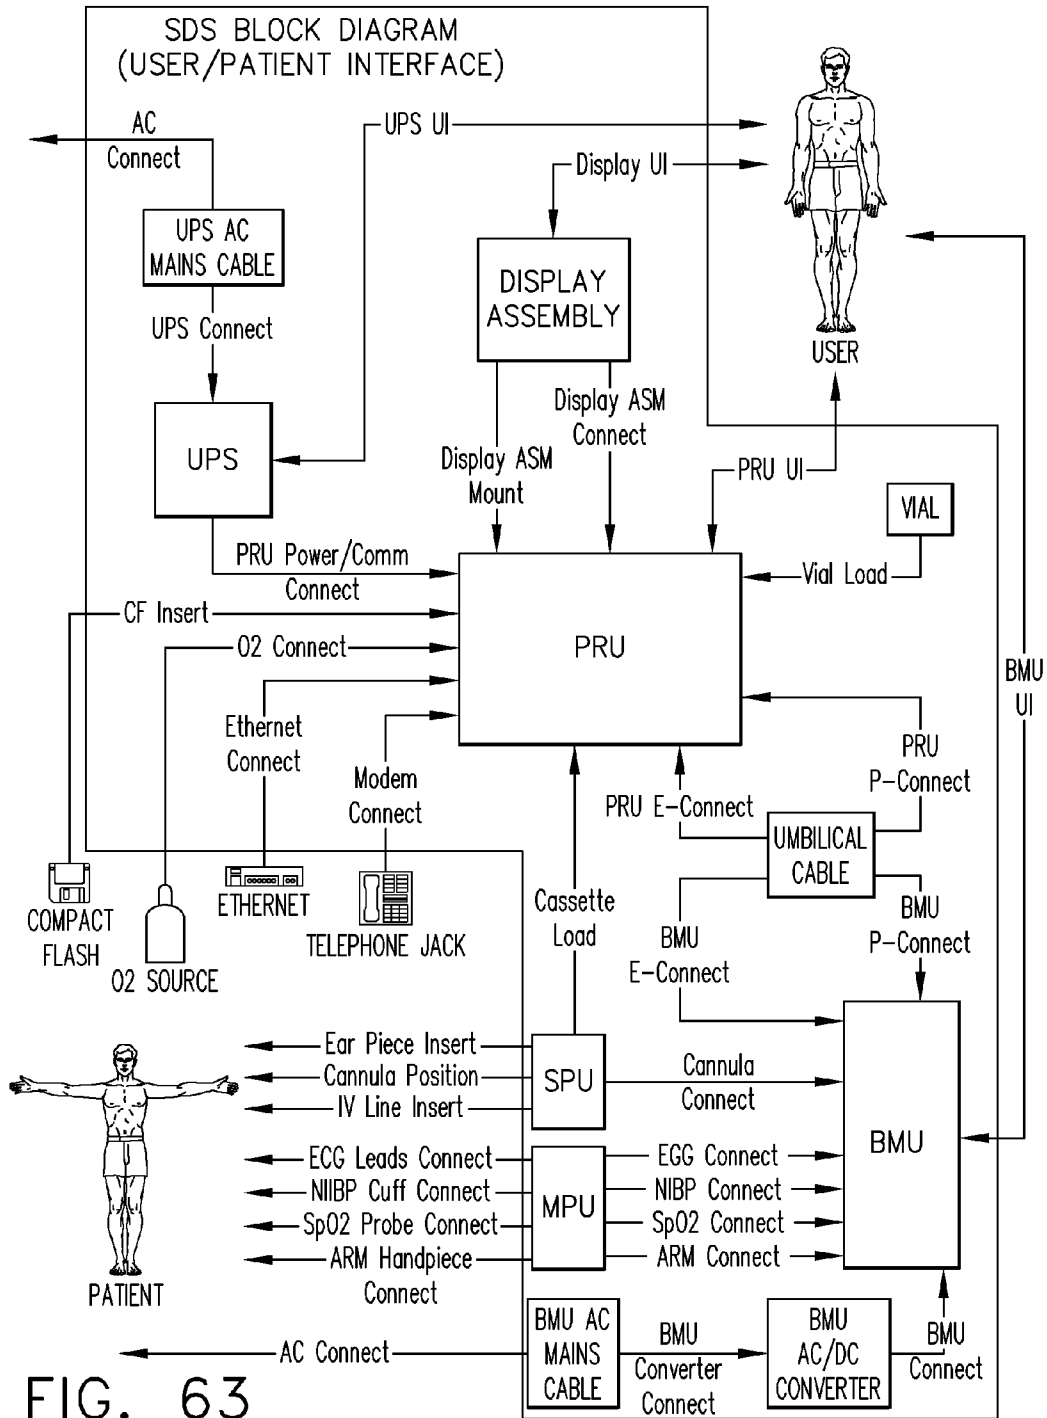 SDS BLOCK DIAGRAM
(USER/PATIENT INTERFACE)
AC
Connect
UPS UI
Display UI
UPS AC
MAINS CABLE
DISPLAY
ASSEMBLY
USER
UPS Connect
Display ASM
Connect
UPS
Display ASM
Mount
PRU UI
VIAL
PRU Power/Comm
Connect
Vial Load
CF Insert
O2 Connect
PRU
BMU
UI
Ethernet
Connect
Modem
Connect
PRU
P-Connect
PRU E-Connect
UMBILICAL
CABLE
COMPACT
FLASH
O2 SOURCE
ETHERNET
TELEPHONE JACK
Cassette
Load
BMU
E-Connect
BMU
P-Connect
Ear Piece Insert
Cannula Position
IV Line Insert
SPU
Cannula
Connect
BMU
ECG Leads Connect
NIIBP Cuff Connect
SpO2 Probe Connect
ARM Handpiece
Connect
MPU
EGG Connect
NIBP Connect
SpO2 Connect
ARM Connect
PATIENT
AC Connect
BMU AC
MAINS
CABLE
BMU
Converter
Connect
BMU
AC/DC
CONVERTER
BMU
Connect
FIG. 63